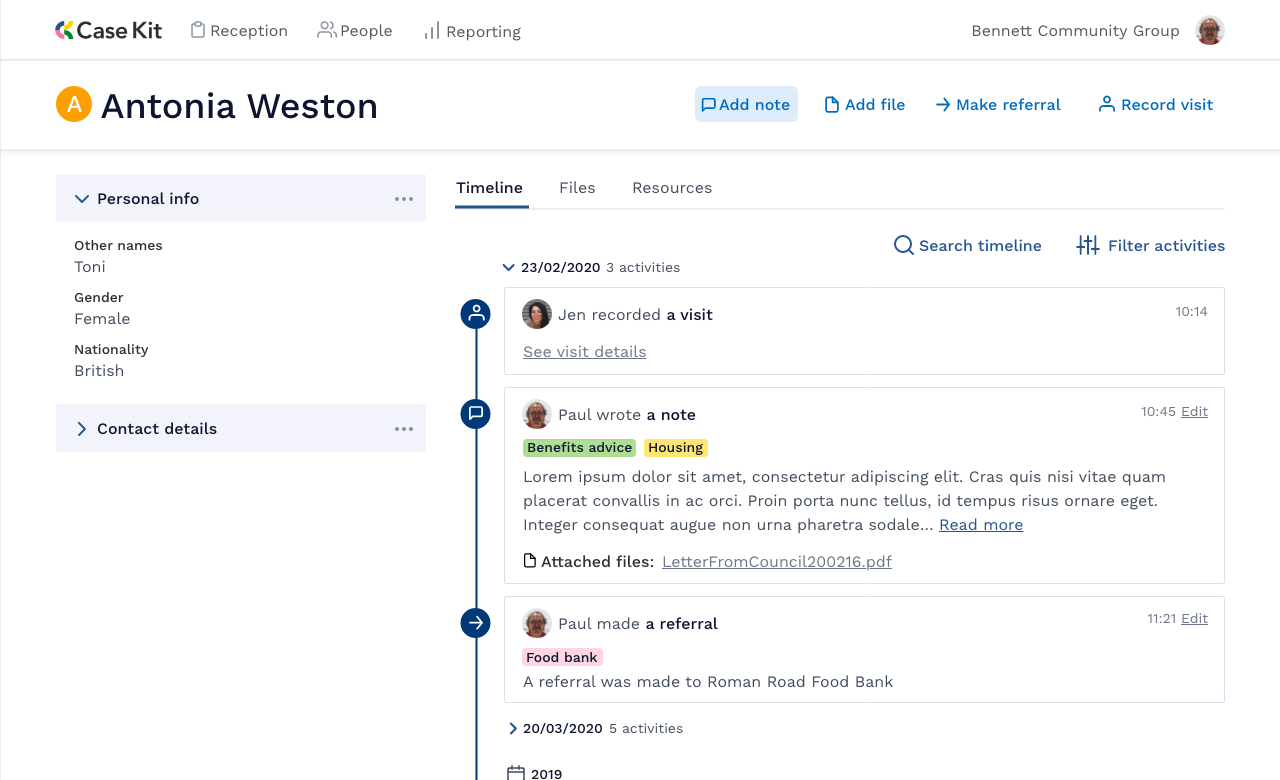 Case Kit Reception People Reporting Bennett Community Group
A Antonia Weston Add note Add file Make referral Record visit
Personal info
Other names
Toni
Gender
Female
Nationality
British
Contact details
Timeline Files Resources
Search timeline Filter activities
23/02/2020 3 activities
Jen recorded a visit 10:14
See visit details
Paul wrote a note 10:45 Edit
Benefits advice Housing
Lorem ipsum dolor sit amet, consectetur adipiscing elit. Cras quis nisi vitae quam
placerat convallis in ac orci. Proin porta nunc tellus, id tempus risus ornare eget.
Integer consequat augue non urna pharetra sodale... Read more
Attached files: LetterFromCouncil200216.pdf
Paul made a referral 11:21 Edit
Food bank
A referral was made to Roman Road Food Bank
20/03/2020 5 activities
2019